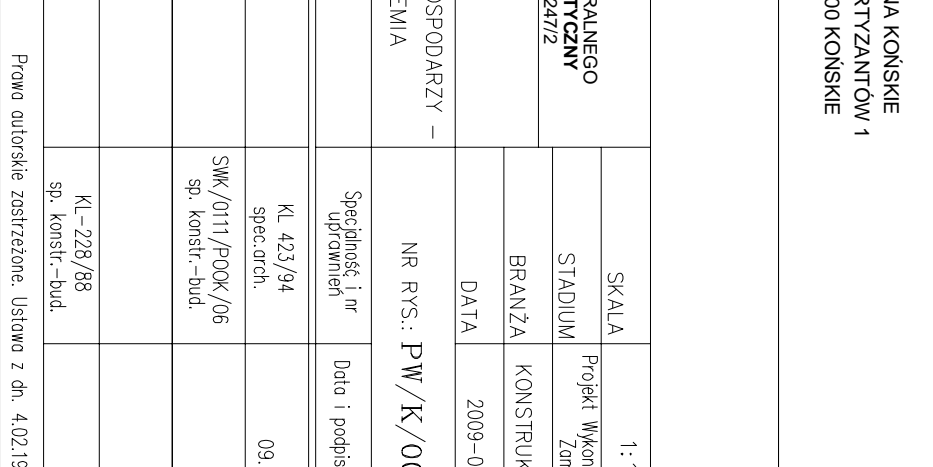 NA KOŃSKIE
RTYZANTÓW 1
00 KOŃSKIE
RALNEGO
TYCZNY
247/2
OSPODARZY –
EMIA
SKALA
1:
STADIUM
Projekt Wykon
Zam
BRANŻA
KONSTRUK
DATA
2009-0
NR RYS.: PW/K/00
Specjalność i nr
uprawnień
Data i podpis
KL 423/94
spec.arch.
09.
SWK/0111/POOK/06
sp. konstr.-bud.
KL-228/88
sp. konstr.-bud.
Prawa autorskie zastrzeżone. Ustawa z dn. 4.02.19